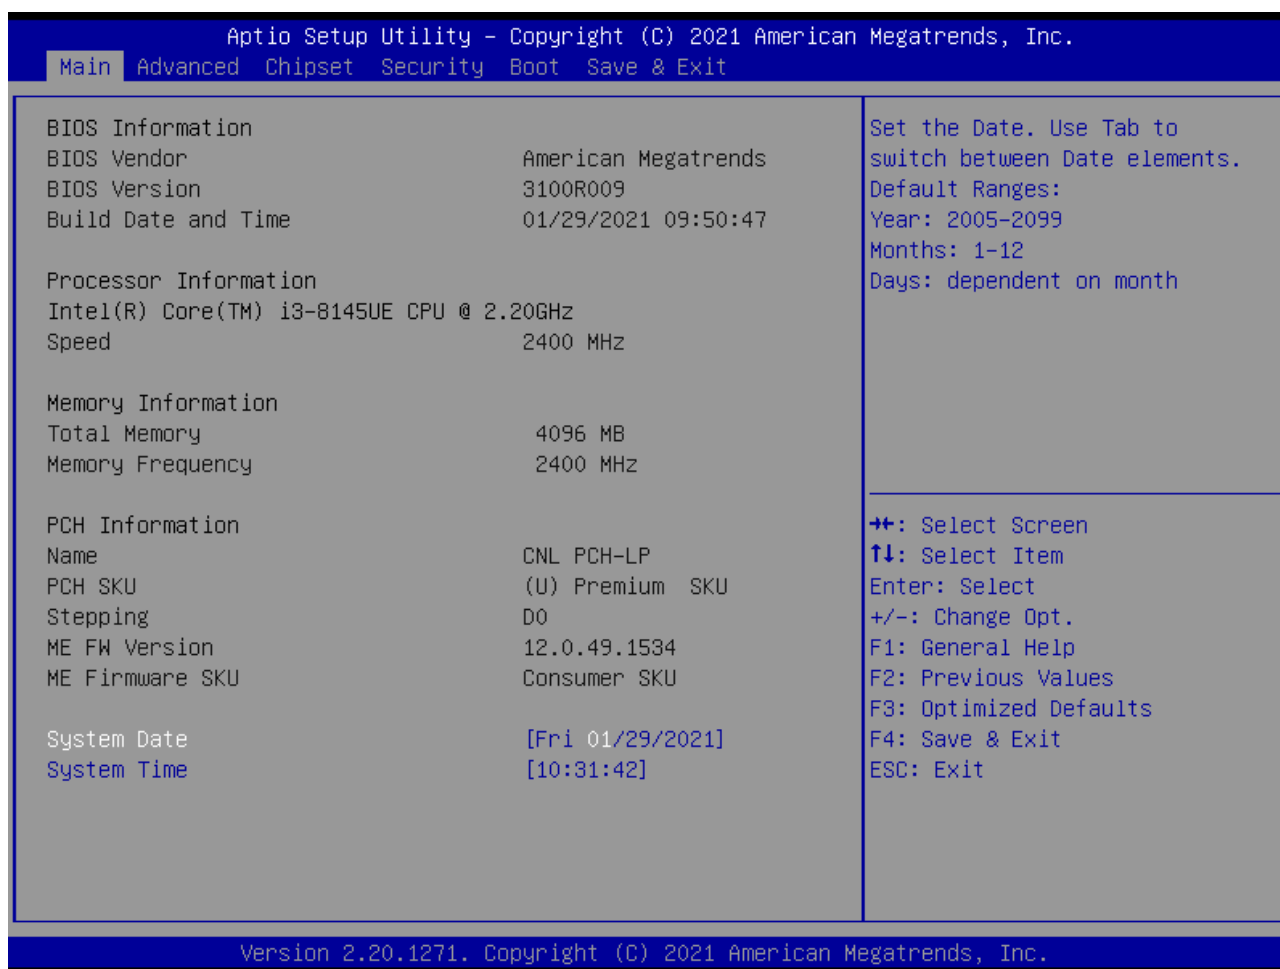 Aptio Setup Utility – Copyright (C) 2021 American Megatrends, Inc.
Main Advanced Chipset Security Boot Save & Exit
BIOS Information
BIOS Vendor American Megatrends
BIOS Version 3100R009
Build Date and Time 01/29/2021 09:50:47
Processor Information
Intel(R) Core(TM) i3-8145UE CPU @ 2.20GHz
Speed 2400 MHz
Memory Information
Total Memory 4096 MB
Memory Frequency 2400 MHz
PCH Information
Name CNL PCH-LP
PCH SKU (U) Premium SKU
Stepping D0
ME FW Version 12.0.49.1534
ME Firmware SKU Consumer SKU
System Date [Fri 01/29/2021]
System Time [10:31:42]
Set the Date. Use Tab to
switch between Date elements.
Default Ranges:
Year: 2005-2099
Months: 1-12
Days: dependent on month
→←: Select Screen
↑↓: Select Item
Enter: Select
+/-: Change Opt.
F1: General Help
F2: Previous Values
F3: Optimized Defaults
F4: Save & Exit
ESC: Exit
Version 2.20.1271. Copyright (C) 2021 American Megatrends, Inc.